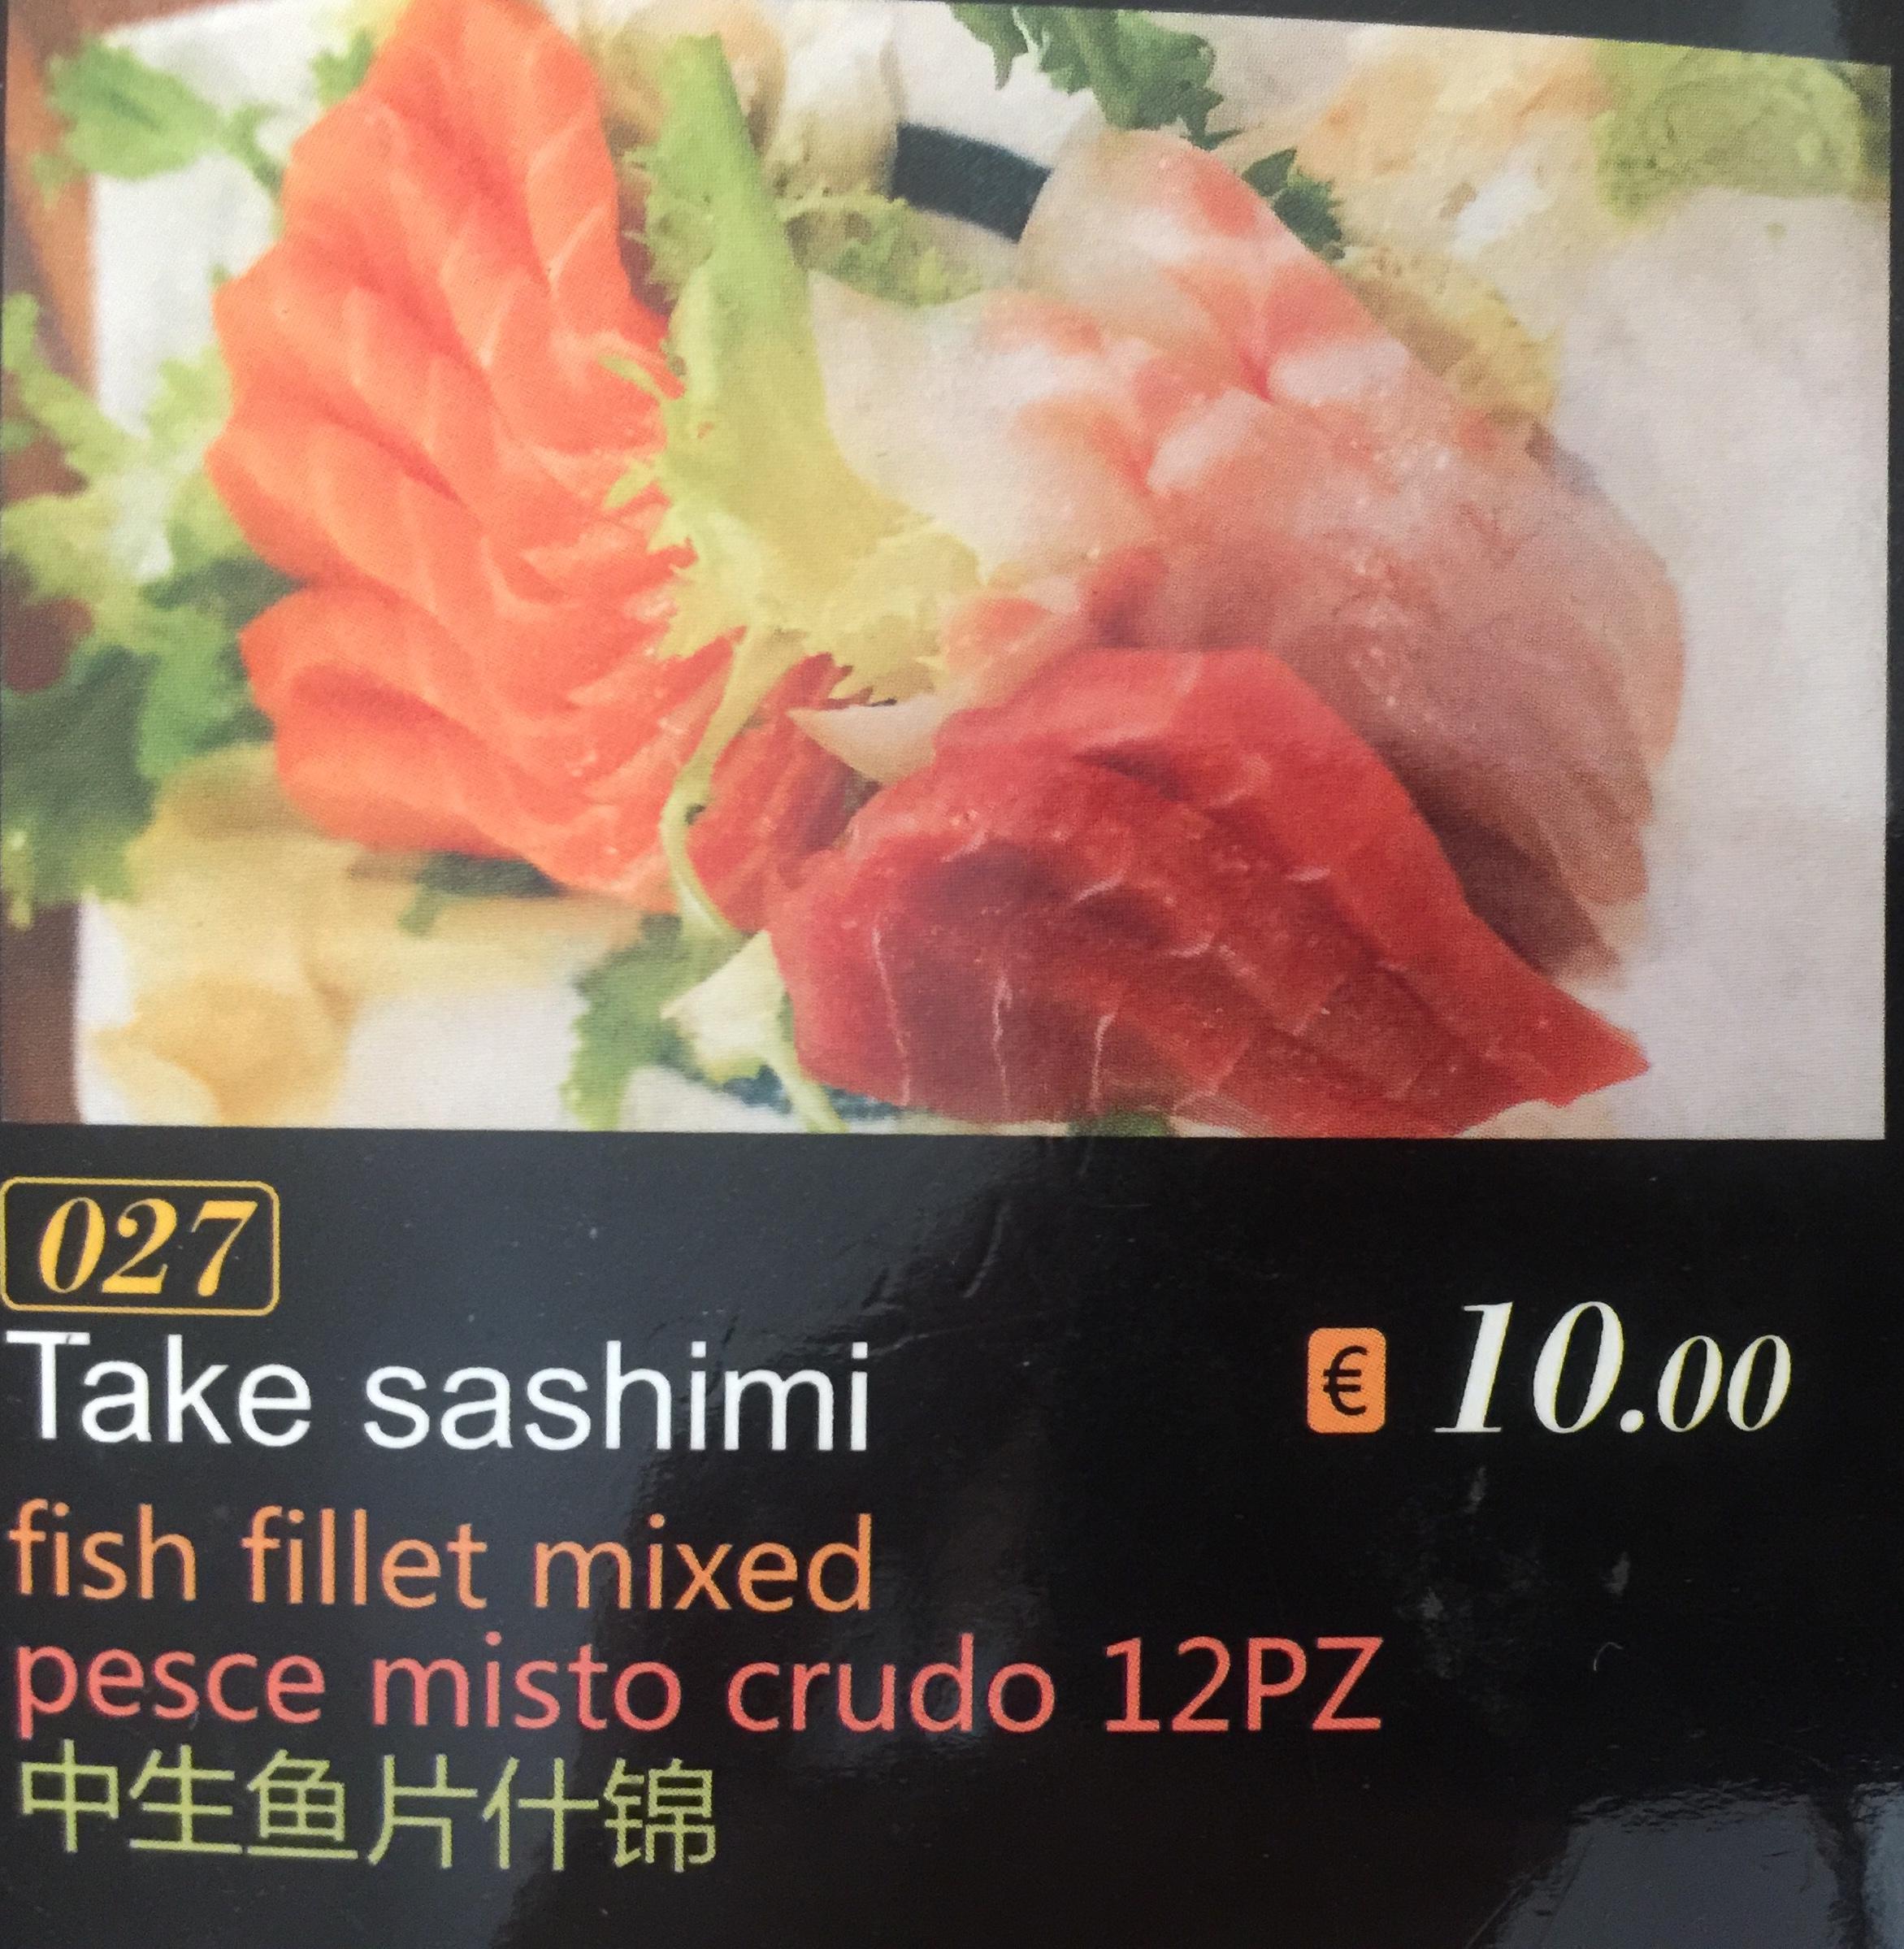 027
Take sashimi € 10.00
fish fillet mixed
pesce misto crudo 12PZ
中生鱼片什锦